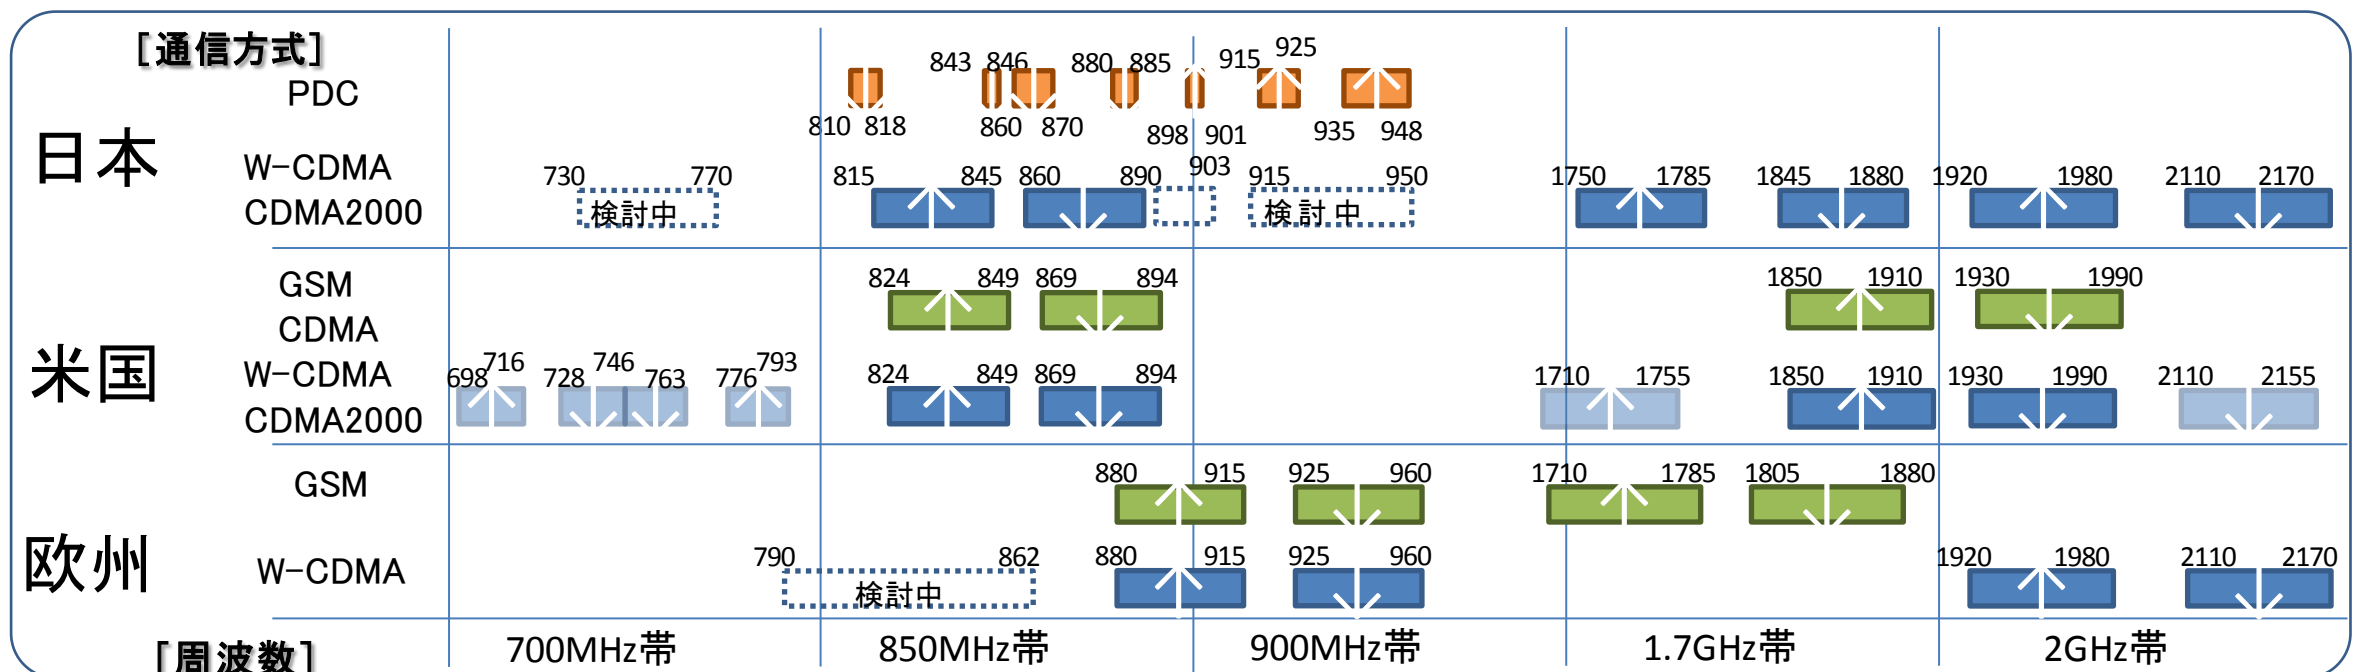 [通信方式]
日本
PDC
843 846 880 885 915 925
810 818 860 870 898 901 935 948
W-CDMA
CDMA2000
730 770 815 845 860 890 903 915 950 1750 1785 1845 1880 1920 1980 2110 2170
検討中 検討中
米国
GSM
CDMA
824 849 869 894 1850 1910 1930 1990
W-CDMA
CDMA2000
698 716 728 746 763 776 793 824 849 869 894 1710 1755 1850 1910 1930 1990 2110 2155
欧州
GSM
880 915 925 960 1710 1785 1805 1880
W-CDMA
790 862 880 915 925 960 1920 1980 2110 2170
検討中
[周波数]
700MHz帯 850MHz帯 900MHz帯 1.7GHz帯 2GHz帯